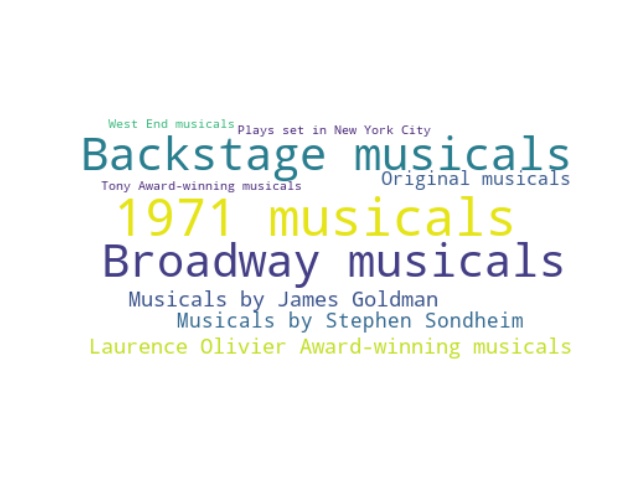 West End musicals
Plays set in New York City
Backstage musicals
Original musicals
Tony Award-winning musicals
1971 musicals
Broadway musicals
Musicals by James Goldman
Musicals by Stephen Sondheim
Laurence Olivier Award-winning musicals